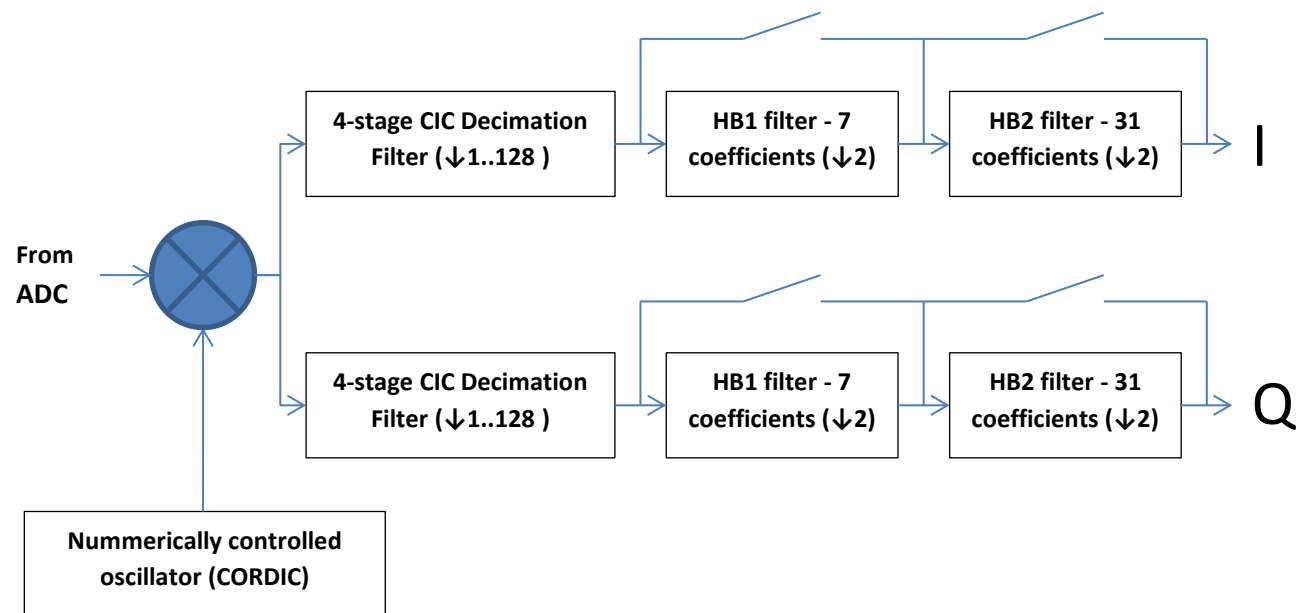 4-stage CIC Decimation
Filter (↓1..128 )
HB1 filter - 7
coefficients (↓2)
HB2 filter - 31
coefficients (↓2)
I
From
ADC
4-stage CIC Decimation
Filter (↓1..128 )
HB1 filter - 7
coefficients (↓2)
HB2 filter - 31
coefficients (↓2)
Q
Nummerically controlled
oscillator (CORDIC)